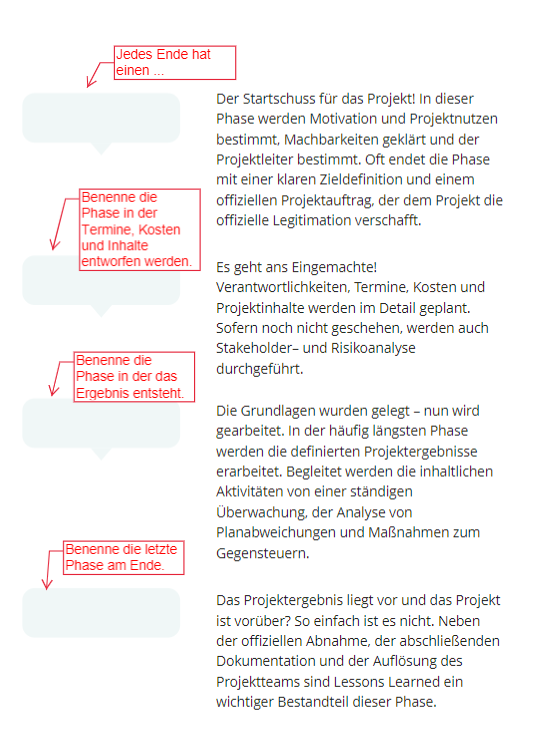 Jedes Ende hat
einen ...
Der Startschuss für das Projekt! In dieser
Phase werden Motivation und Projektnutzen
bestimmt, Machbarkeiten geklärt und der
Projektleiter bestimmt. Oft endet die Phase
mit einer klaren Zieldefinition und einem
offiziellen Projektauftrag, der dem Projekt die
offizielle Legitimation verschafft.
Benenne die
Phase in der
Termine, Kosten
und Inhalte
entworfen werden.
Es geht ans Eingemachte!
Verantwortlichkeiten, Termine, Kosten und
Projektinhalte werden im Detail geplant.
Sofern noch nicht geschehen, werden auch
Stakeholder– und Risikoanalyse
durchgeführt.
Benenne die
Phase in der das
Ergebnis entsteht.
Die Grundlagen wurden gelegt – nun wird
gearbeitet. In der häufig längsten Phase
werden die definierten Projektergebnisse
erarbeitet. Begleitet werden die inhaltlichen
Aktivitäten von einer ständigen
Überwachung, der Analyse von
Planabweichungen und Maßnahmen zum
Gegensteuern.
Benenne die letzte
Phase am Ende.
Das Projektergebnis liegt vor und das Projekt
ist vorüber? So einfach ist es nicht. Neben
der offiziellen Abnahme, der abschließenden
Dokumentation und der Auflösung des
Projektteams sind Lessons Learned ein
wichtiger Bestandteil dieser Phase.